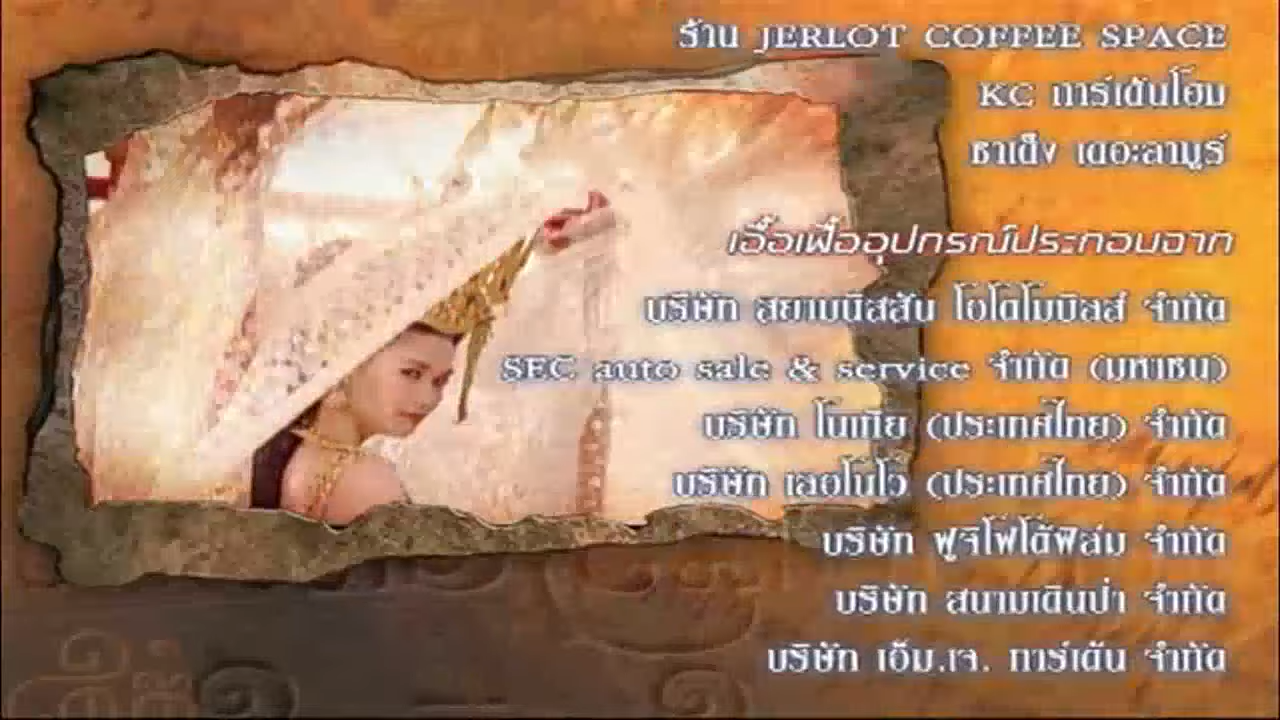 ร้าน JERLOT COFFEE SPACE
KC การ์เด้นโฮม
ธาเด็ง เดอะลามูร์
เอื้อเฟื้ออุปกรณ์ประกอบฉาก
บริษัท สยามนิสสัน โอโตโมบิลส์ จำกัด
SEC auto sale & service จำกัด (มหาชน)
บริษัท โนเกีย (ประเทศไทย) จำกัด
บริษัท เลอโนโว (ประเทศไทย) จำกัด
บริษัท ฟูจิโฟโต้ฟิล์ม จำกัด
บริษัท สนามเดินป่า จำกัด
บริษัท เอ็ม.เจ. การ์เด้น จำกัด